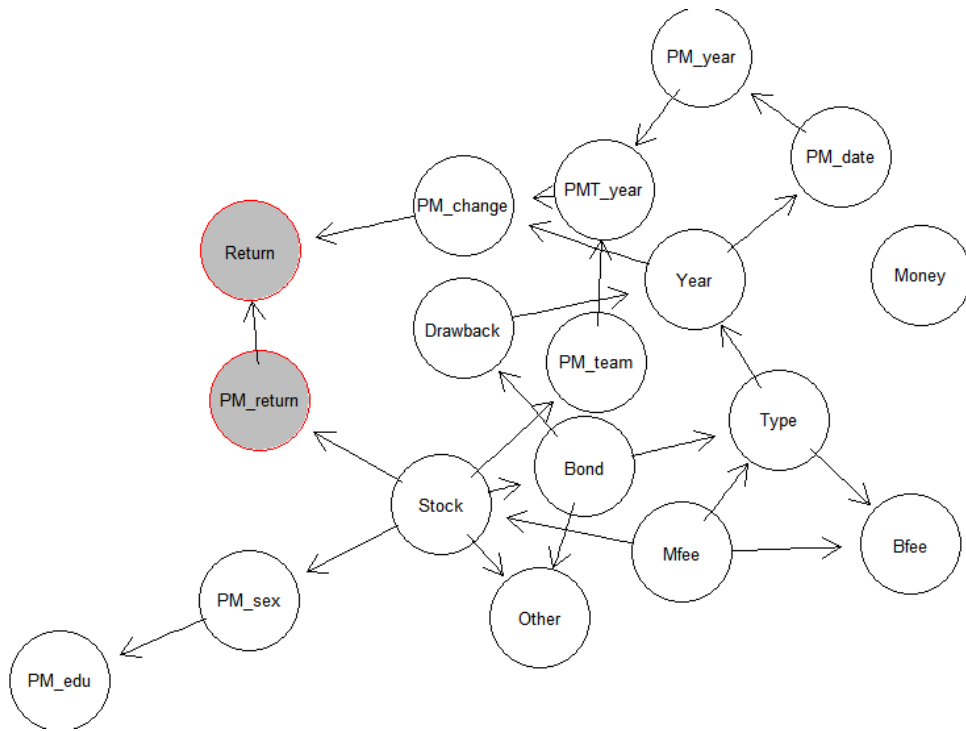 PM_year
PM_date
PM_change
PMT_year
Return
Year
Money
Drawback
PM_team
PM_return
Type
Bond
Stock
Mfee
Bfee
PM_sex
Other
PM_edu